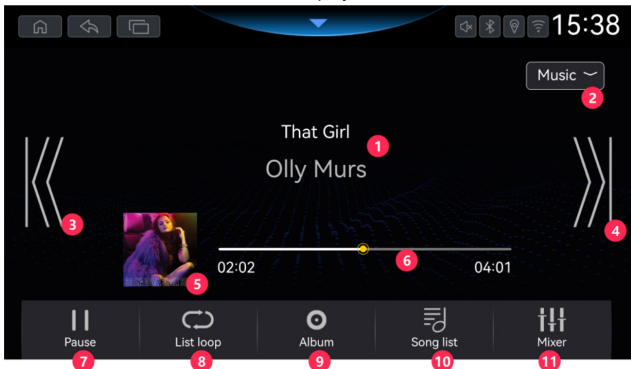 15:38
Music
2
That Girl
1
Olly Murs
3
4
5
6
02:02
04:01
Pause
List loop
Album
Song list
Mixer
7
8
9
10
11